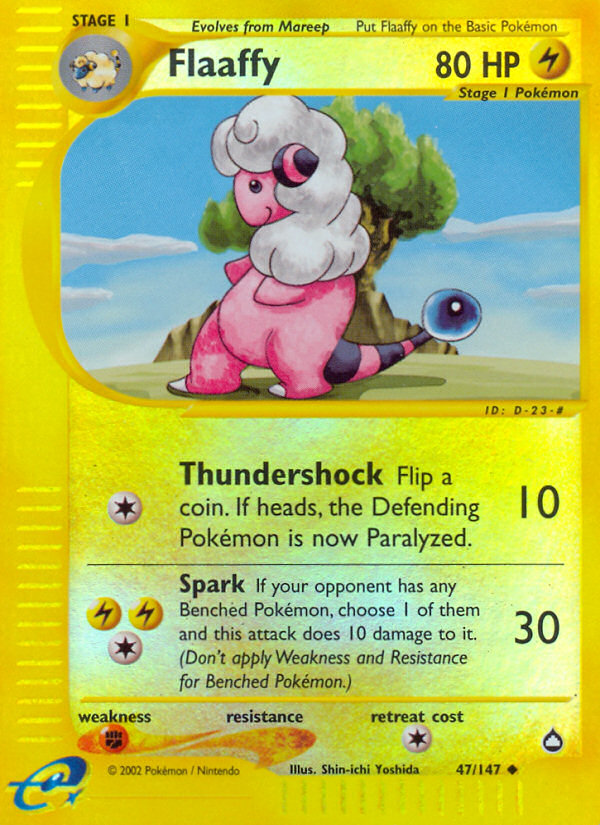 STAGE 1
Evolves from Mareep Put Flaaffy on the Basic Pokémon
Flaaffy 80 HP
Stage 1 Pokémon
ID: D-23-#
Thundershock Flip a
coin. If heads, the Defending
Pokémon is now Paralyzed.
10
Spark If your opponent has any
Benched Pokémon, choose 1 of them
and this attack does 10 damage to it.
(Don't apply Weakness and Resistance
for Benched Pokémon.)
30
weakness resistance retreat cost
© 2002 Pokémon / Nintendo Illus. Shin-ichi Yoshida 47/147